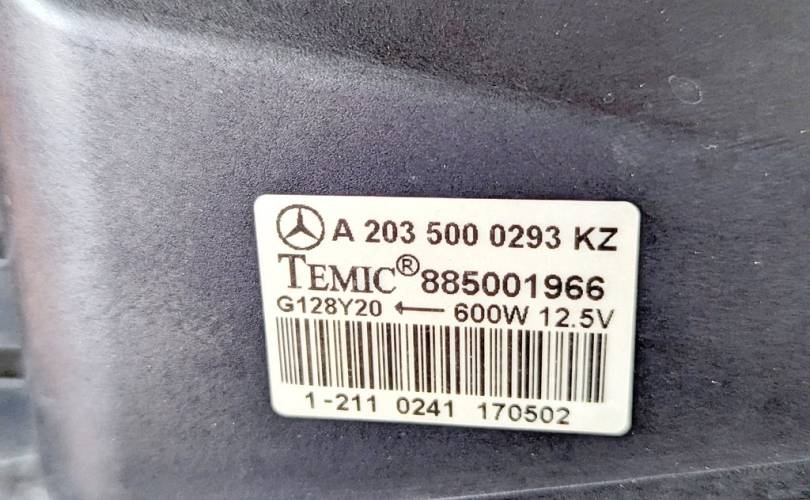 A 203 500 0293 KZ
TEMIC® 885001966
G128Y20 ← 600W 12.5V
1-211 0241 170502